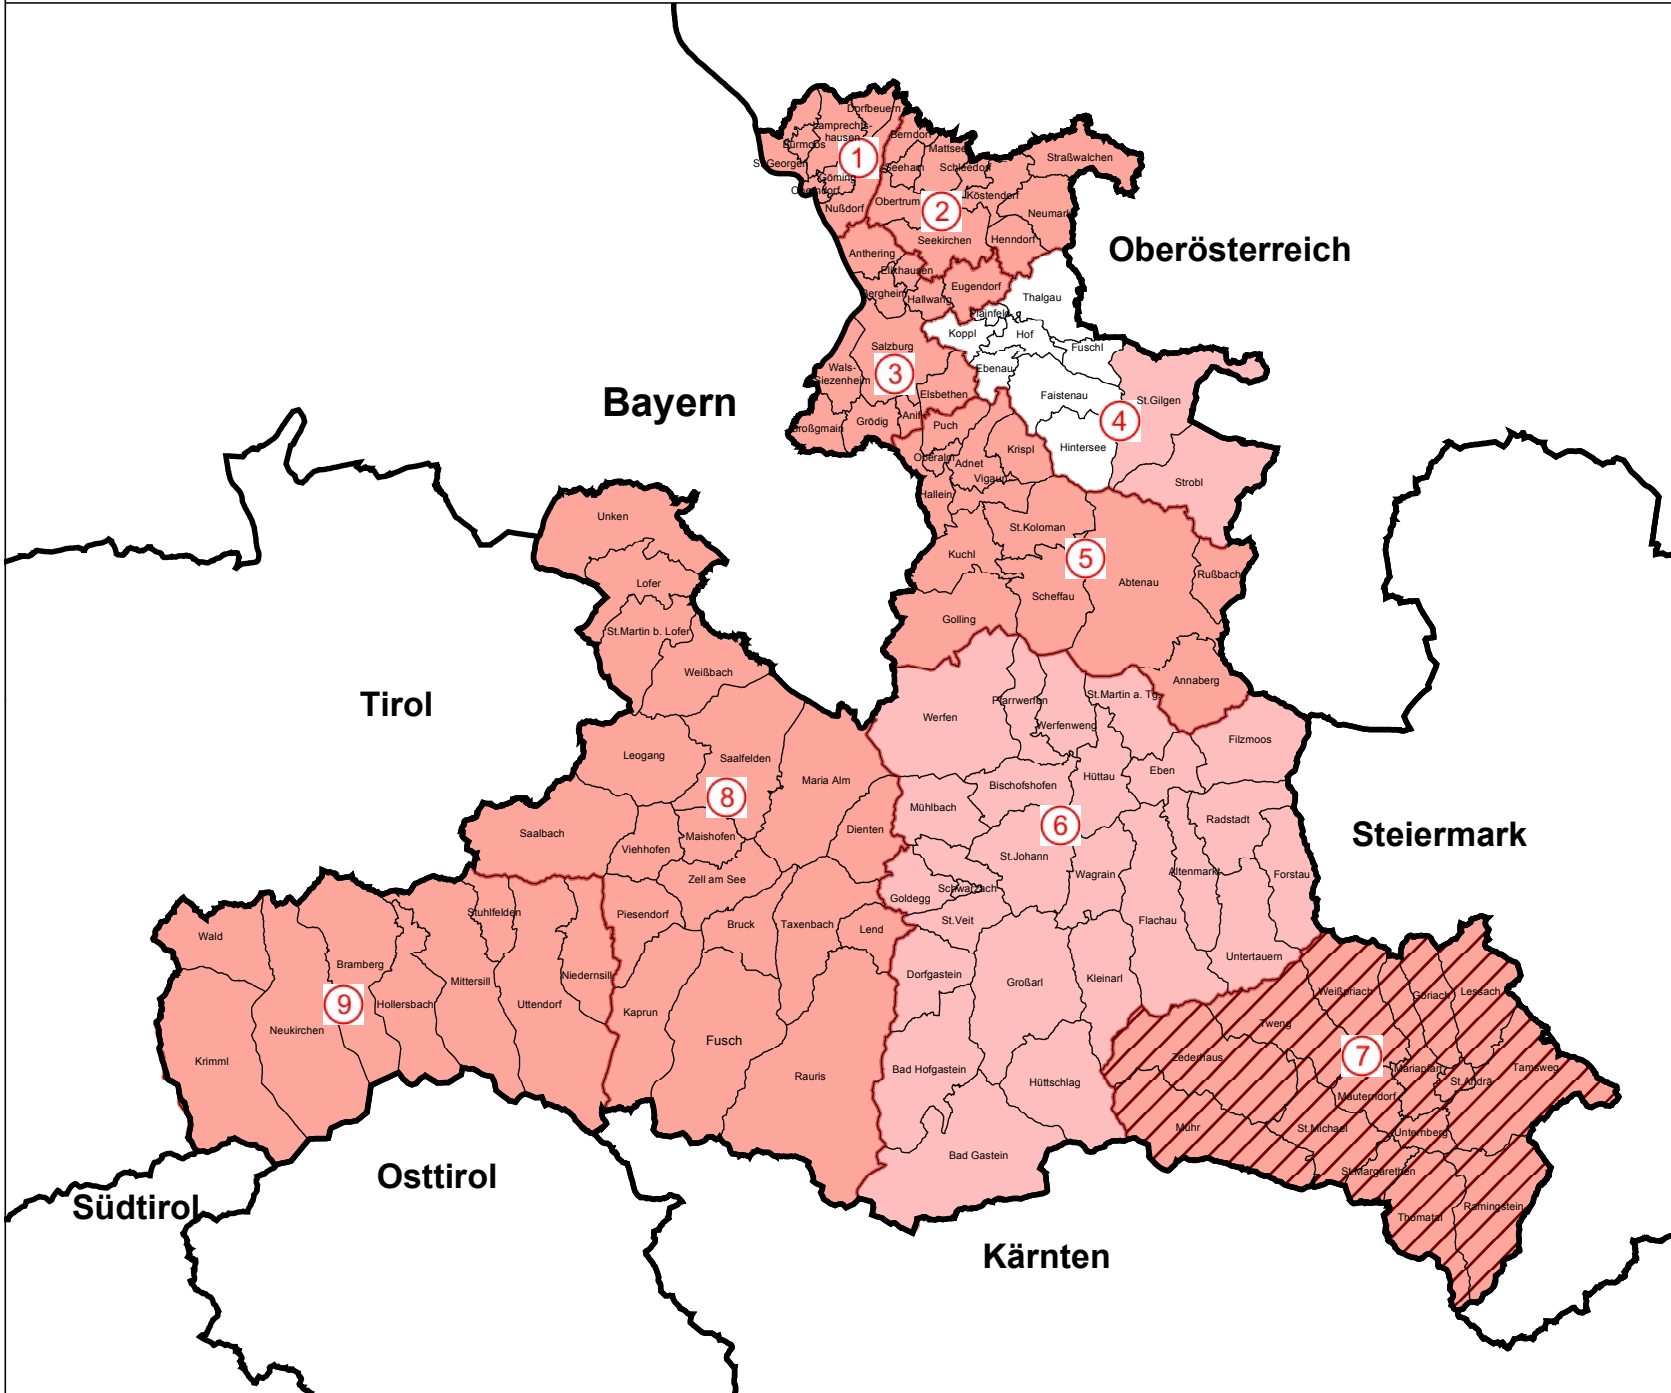 Dorfbeuern
Lamprechts-
hausen
Bürmoos
St.Georgen
Göming
Oberndorf
Nußdorf
1
Berndorf
Mattsee
Seeham
Schleedorf
Straßwalchen
Obertrum
2
Köstendorf
Neumarkt
Seekirchen
Henndorf
Oberösterreich
Anthering
Elixhausen
Bergheim
Hallwang
Eugendorf
Thalgau
Plainfeld
Koppl
Hof
Fuschl
Salzburg
Wals-
Siezenheim
3
Ebenau
Elsbethen
Faistenau
St.Gilgen
Bayern
Großgmain
Grödig
Anif
Puch
4
Hintersee
Krispl
Oberalm
Adnet
Vigaun
Strobl
Hallein
Unken
St.Koloman
Kuchl
5
Lofer
Abtenau
Rußbach
Scheffau
Golling
St.Martin b. Lofer
Weißbach
Annaberg
Tirol
Werfen
Pfarrwerfen
St.Martin a. Tg.
Werfenweng
Filzmoos
Leogang
Saalfelden
Maria Alm
Bischofshofen
Hüttau
Eben
8
Mühlbach
6
Radstadt
Steiermark
Saalbach
Viehhofen
Maishofen
Dienten
St.Johann
Wagrain
Altenmarkt
Forstau
Zell am See
Goldegg
Schwarzach
St.Veit
Flachau
Stuhlfelden
Piesendorf
Bruck
Taxenbach
Lend
Wald
Bramberg
Untertauern
Mittersill
Niedernsill
Dorfgastein
Großarl
Kleinarl
9
Hollersbach
Uttendorf
Kaprun
Neukirchen
Krimml
Fusch
Rauris
Bad Hofgastein
Hüttschlag
Bad Gastein
Weißpriach
Göriach
Lessach
Tweng
Zederhaus
7
Mariapfarr
St.Andrä
Tamsweg
Mauterndorf
Muhr
St.Michael
Unternberg
St.Margarethen
Thomatal
Ramingstein
Osttirol
Südtirol
Kärnten